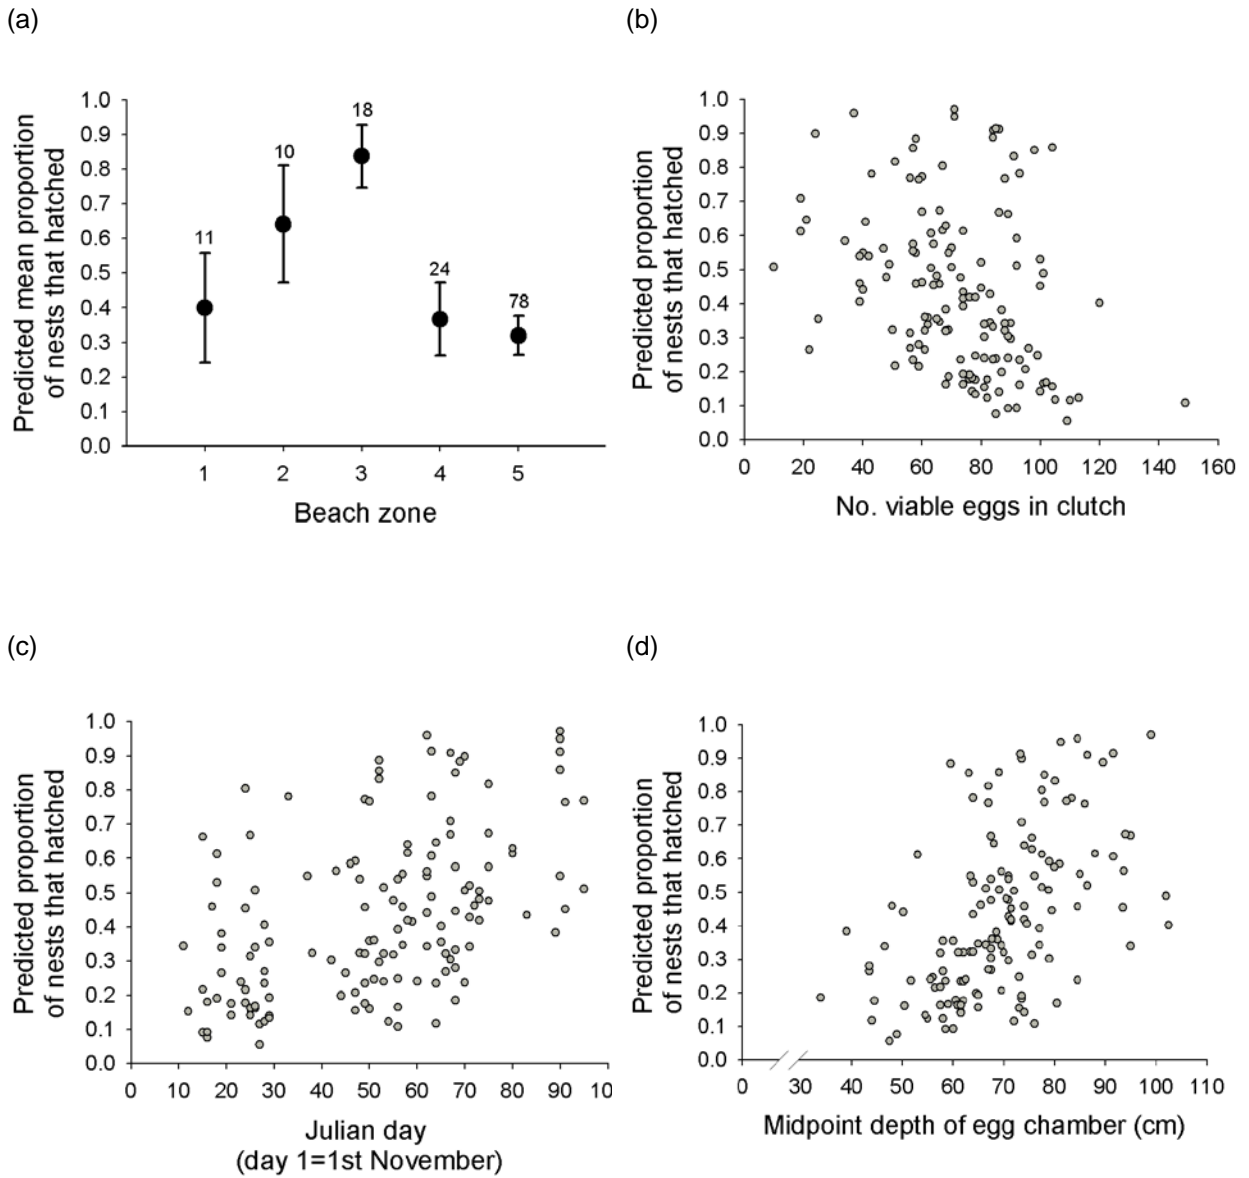 (a)
Predicted mean proportion
of nests that hatched
1.0
0.9
0.8
0.7
0.6
0.5
0.4
0.3
0.2
0.1
0.0
11
10
18
24
78
1 2 3 4 5
Beach zone
(b)
Predicted proportion
of nests that hatched
1.0
0.9
0.8
0.7
0.6
0.5
0.4
0.3
0.2
0.1
0.0
0 20 40 60 80 100 120 140 160
No. viable eggs in clutch
(c)
Predicted proportion
of nests that hatched
1.0
0.9
0.8
0.7
0.6
0.5
0.4
0.3
0.2
0.1
0.0
0 10 20 30 40 50 60 70 80 90 10
Julian day
(day 1=1st November)
(d)
Predicted proportion
of nests that hatched
1.0
0.9
0.8
0.7
0.6
0.5
0.4
0.3
0.2
0.1
0.0
0 30 40 50 60 70 80 90 100 110
Midpoint depth of egg chamber (cm)